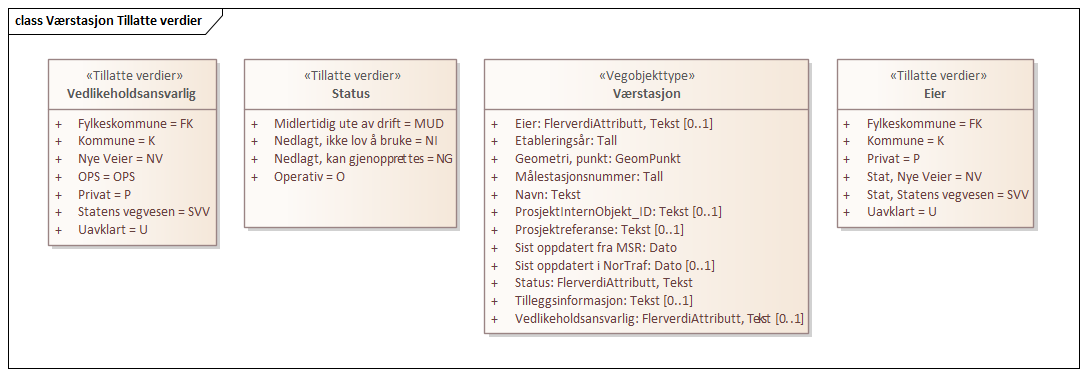 class Værstasjon Tillatte verdier
«Tillatte verdier»
Vedlikeholdsansvarlig
+ Fylkeskommune = FK
+ Kommune = K
+ Nye Veier = NV
+ OPS = OPS
+ Privat = P
+ Statens vegvesen = SVV
+ Uavklart = U
«Tillatte verdier»
Status
+ Midlertidig ute av drift = MUD
+ Nedlagt, ikke lov å bruke = NI
+ Nedlagt, kan gjenopprettes = NG
+ Operativ = O
«Vegobjekttype»
Værstasjon
+ Eier: FlerverdiAttributt, Tekst [0..1]
+ Etableringsår: Tall
+ Geometri, punkt: GeomPunkt
+ Målestasjonsnummer: Tall
+ Navn: Tekst
+ ProsjektInternObjekt_ID: Tekst [0..1]
+ Prosjektreferanse: Tekst [0..1]
+ Sist oppdatert fra MSR: Dato
+ Sist oppdatert i NorTraf: Dato [0..1]
+ Status: FlerverdiAttributt, Tekst
+ Tilleggsinformasjon: Tekst [0..1]
+ Vedlikeholdsansvarlig: FlerverdiAttributt, Tekst [0..1]
«Tillatte verdier»
Eier
+ Fylkeskommune = FK
+ Kommune = K
+ Privat = P
+ Stat, Nye Veier = NV
+ Stat, Statens vegvesen = SVV
+ Uavklart = U